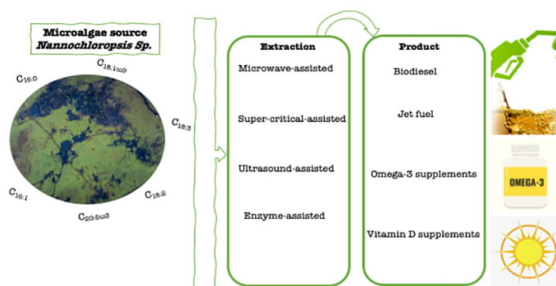 Microalgae source
Nannochloropsis Sp.
C16:0
C18:1ω9
C18:3
C18:2
C20:5ω3
C16:1
Extraction
Microwave-assisted
Super-critical-assisted
Ultrasound-assisted
Enzyme-assisted
Product
Biodiesel
Jet fuel
Omega-3 supplements
Vitamin D supplements
OMEGA-3